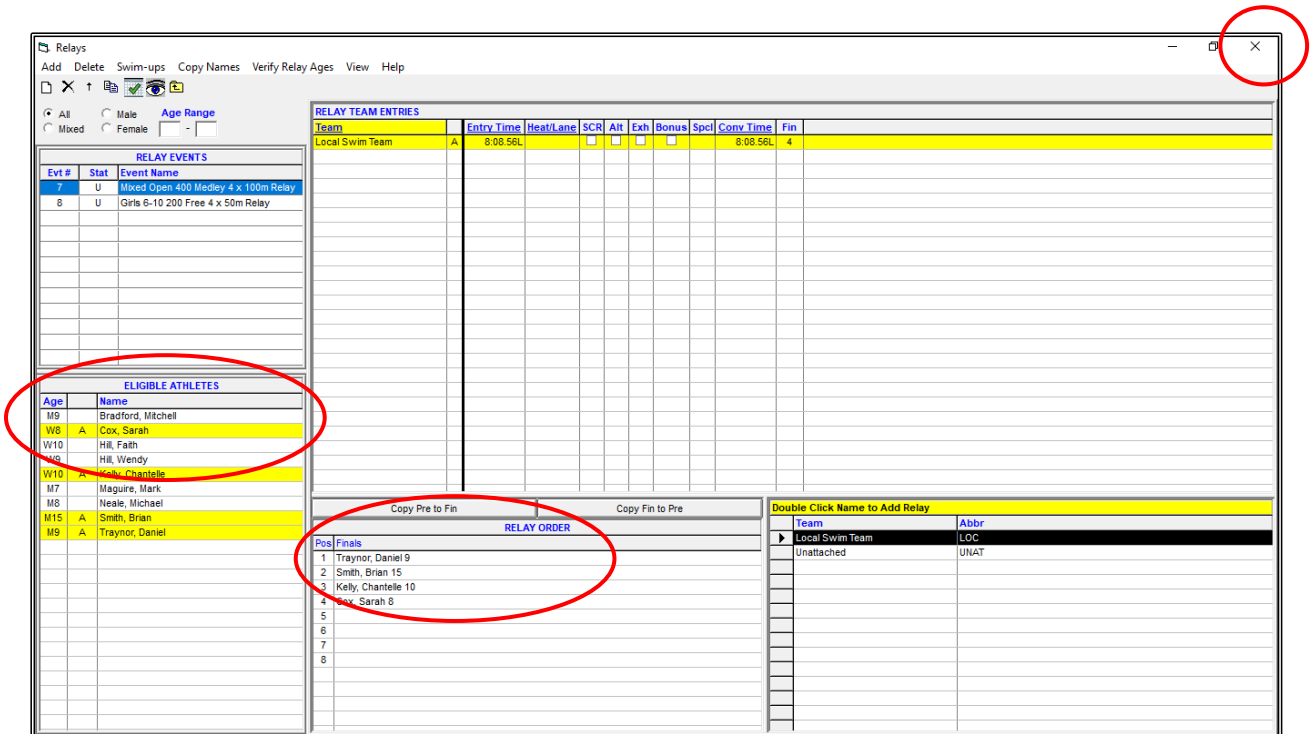 Relays
Add Delete Swim-ups Copy Names Verify Relay Ages View Help
All Male Age Range
Mixed Female -
RELAY EVENTS
Evt # Stat Event Name
7 U Mixed Open 400 Medley 4 x 100m Relay
8 U Girls 6-10 200 Free 4 x 50m Relay
ELIGIBLE ATHLETES
Age Name
M9 Bradford, Mitchell
W8 A Cox, Sarah
W10 Hill, Faith
W9 Hill, Wendy
W10 A Kelly, Chantelle
M7 Maguire, Mark
M8 Neale, Michael
M15 A Smith, Brian
M9 A Traynor, Daniel
RELAY TEAM ENTRIES
Team Entry Time Heat/Lane SCR Alt Exh Bonus Spcl Conv Time Fin
Local Swim Team A 8:08.56L 8:08.56L 4
Copy Pre to Fin Copy Fin to Pre
RELAY ORDER
Pos Finals
1 Traynor, Daniel 9
2 Smith, Brian 15
3 Kelly, Chantelle 10
4 Cox, Sarah 8
5
6
7
8
Double Click Name to Add Relay
Team Abbr
Local Swim Team LOC
Unattached UNAT